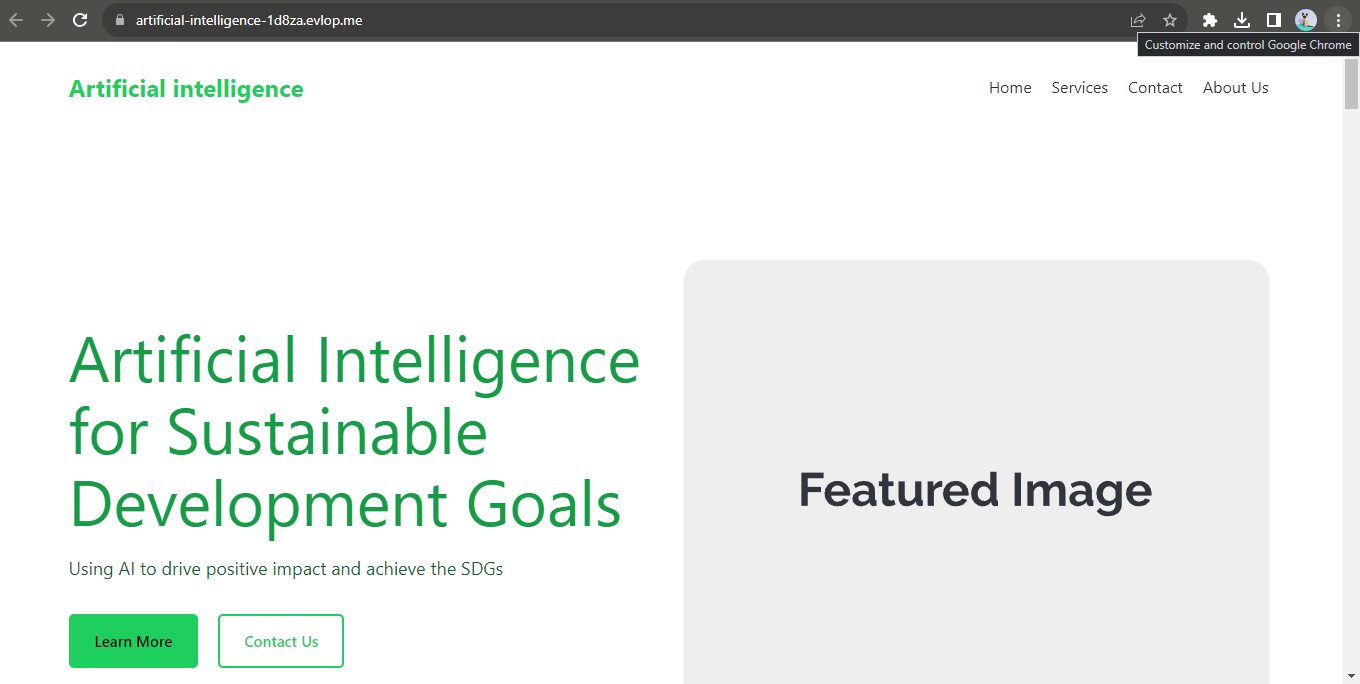 artificial-intelligence-1d8za.evlop.me
Customize and control Google Chrome
Artificial intelligence
Home Services Contact About Us
Artificial Intelligence
for Sustainable
Development Goals
Using AI to drive positive impact and achieve the SDGs
Learn More Contact Us
Featured Image